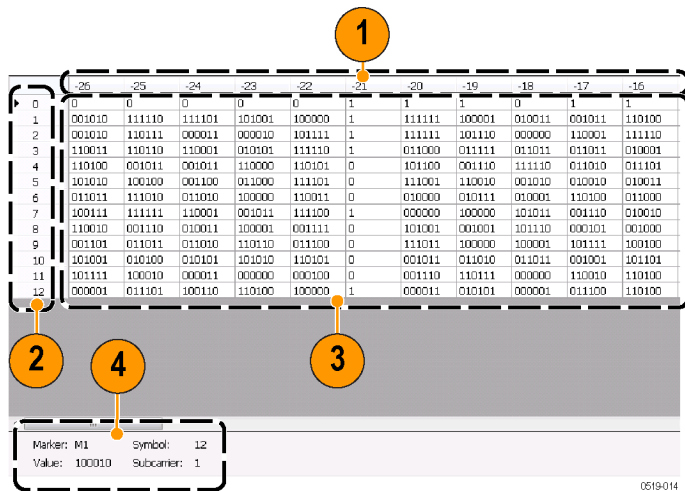 1
-26 -25 -24 -23 -22 -21 -20 -19 -18 -17 -16
0 0 0 0 0 0 1 1 1 0 1 1
1 001010 111110 111101 101001 100000 1 111111 100001 010011 001011 110100
2 001010 110111 000011 000010 101111 1 111111 101110 000000 110001 111110
3 110011 110110 110001 010101 111110 1 011000 011111 011011 011011 010001
4 110100 001011 001011 110000 110101 0 101100 001110 111110 011010 011101
5 101010 100100 001100 011000 111101 0 111001 110010 001010 010010 010011
6 011011 111010 011010 100000 110011 0 010000 010111 010001 110100 011000
7 100111 111111 110001 001011 111100 1 000000 100000 101011 001110 010010
8 110010 001110 010011 100001 001111 0 101001 001001 101110 000101 001000
9 001101 011011 011010 110110 011100 0 111011 100000 100001 101111 100100
10 101001 010100 010101 101010 110101 0 001011 011010 011011 001001 101101
11 101111 100010 000011 000000 000100 0 001110 110111 000000 110010 110100
12 000001 011101 100110 110100 100000 1 000011 010101 000001 011100 110100
2 4 3
Marker: M1 Symbol: 12
Value: 100010 Subcarrier: 1
0519-014